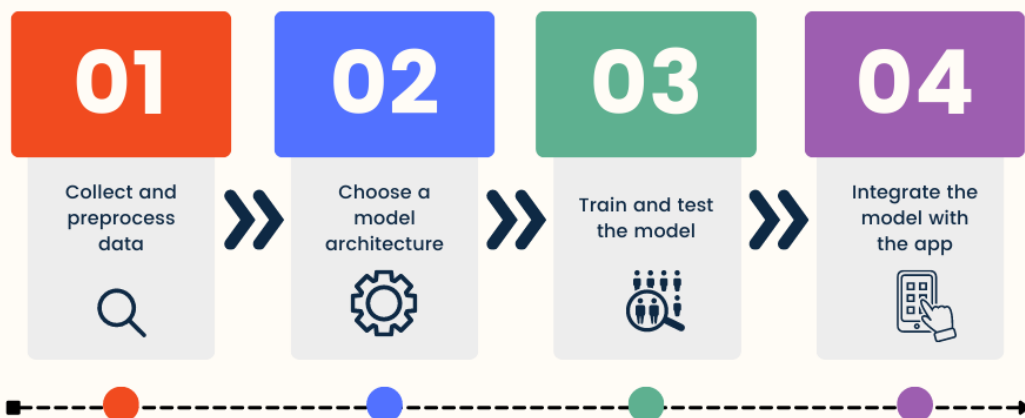 01
Collect and
preprocess
data
02
Choose a
model
architecture
03
Train and test
the model
04
Integrate the
model with
the app